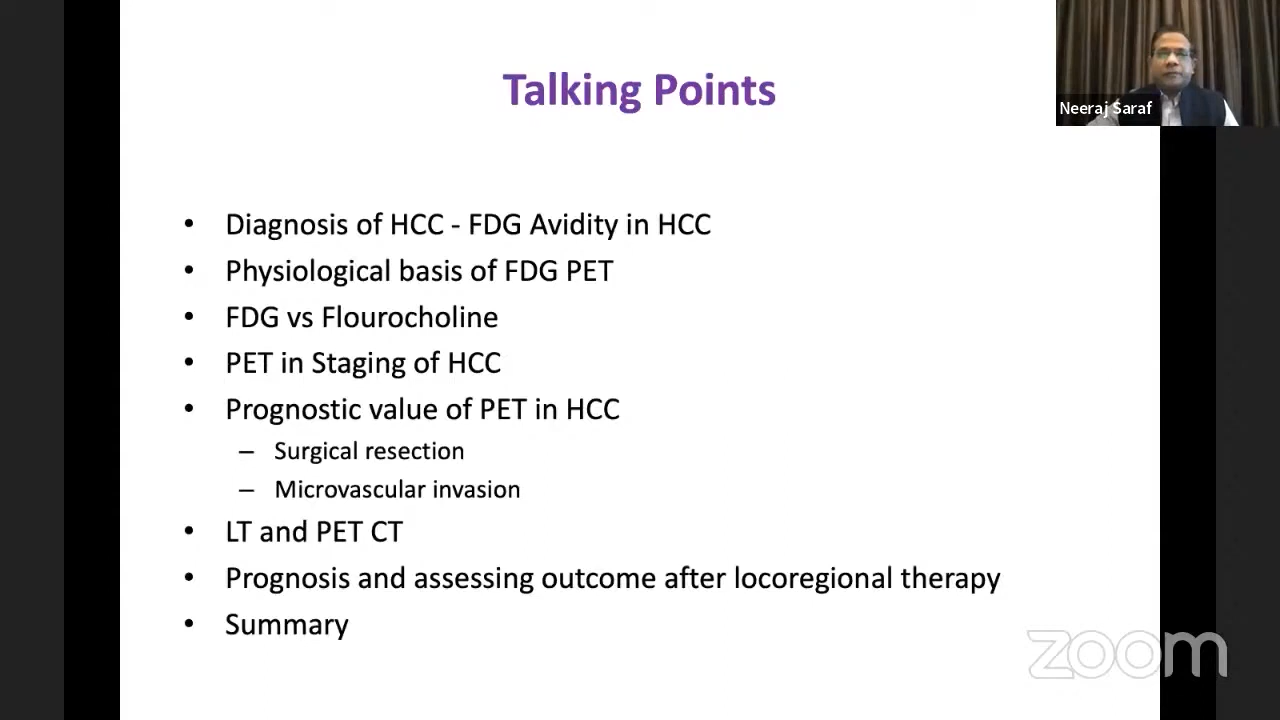 Talking Points
Neeraj Saraf
• Diagnosis of HCC - FDG Avidity in HCC
• Physiological basis of FDG PET
• FDG vs Flourocholine
• PET in Staging of HCC
• Prognostic value of PET in HCC
– Surgical resection
– Microvascular invasion
• LT and PET CT
• Prognosis and assessing outcome after locoregional therapy
• Summary
zoom